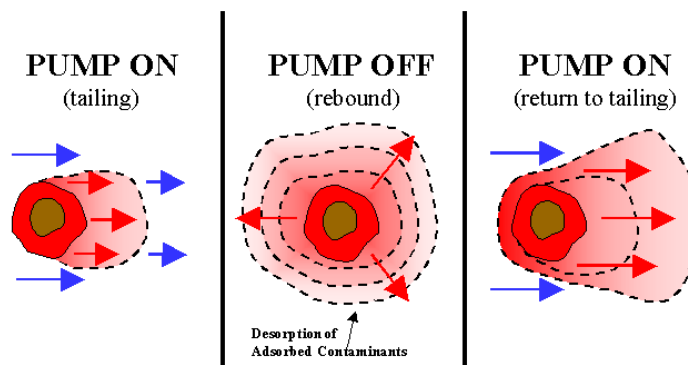 PUMP ON
(tailing)
PUMP OFF
(rebound)
Desorption of
Adsorbed Contaminants
PUMP ON
(return to tailing)